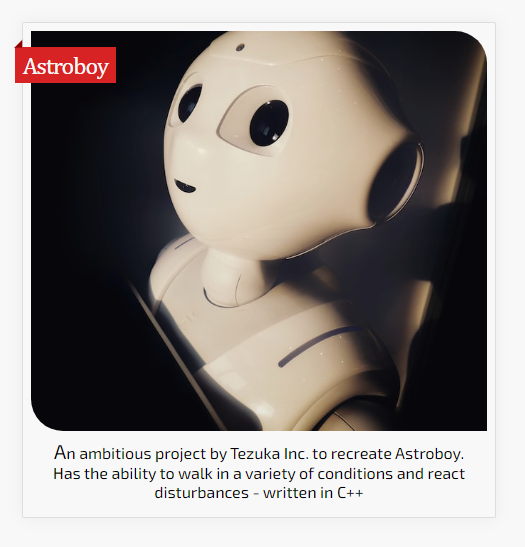 Astroboy
An ambitious project by Tezuka Inc. to recreate Astroboy.
Has the ability to walk in a variety of conditions and react
disturbances - written in C++